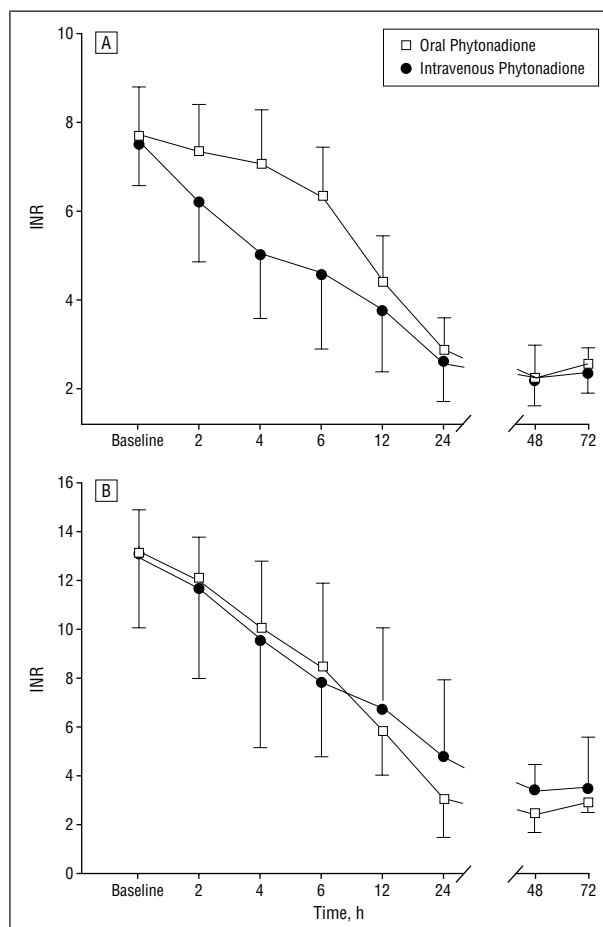 A
Oral Phytonadione
Intravenous Phytonadione
10
8
6
4
2
INR
Baseline 2 4 6 12 24 48 72
B
16
14
12
10
8
6
4
2
0
INR
Baseline 2 4 6 12 24 48 72
Time, h